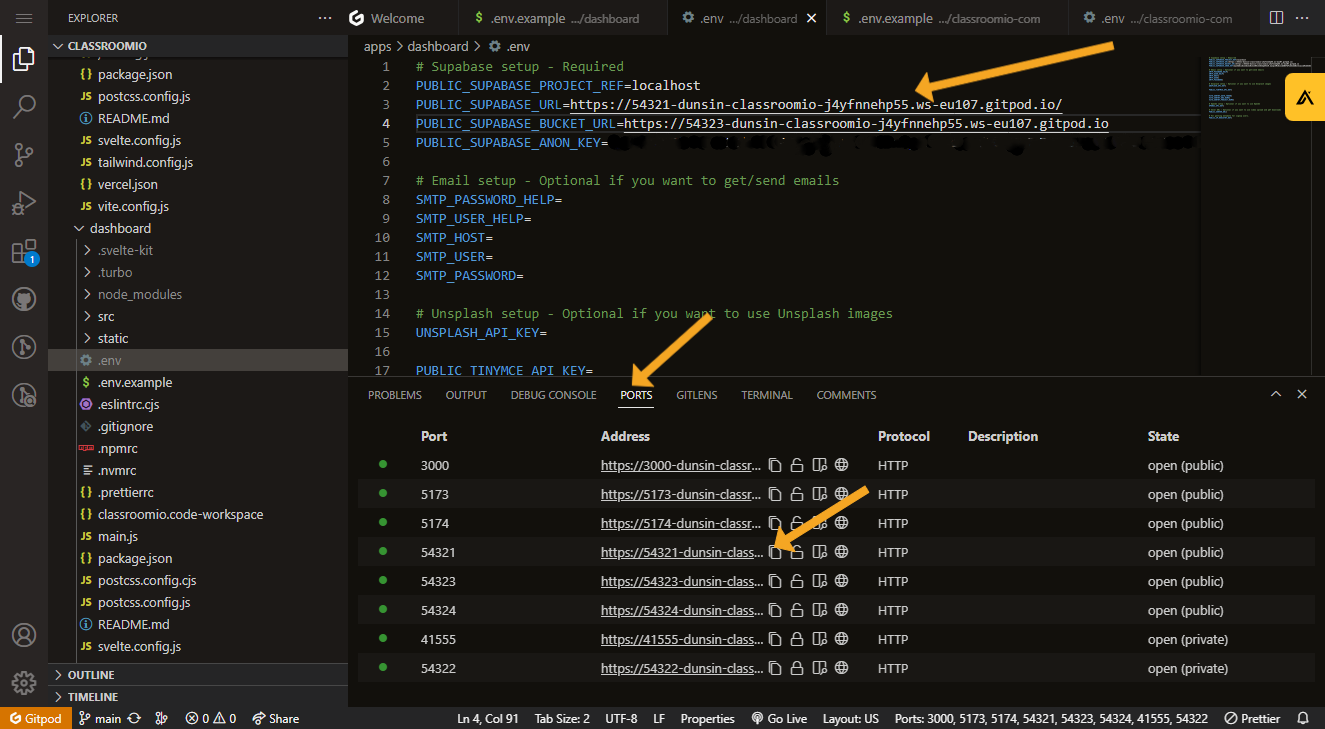 EXPLORER
···
Welcome
$ .env.example .../dashboard
.env .../dashboard
$ .env.example .../classroomio-com
.env .../classroomio-com
···
CLASSROOMIO
{} package.json
JS postcss.config.js
README.md
JS svelte.config.js
JS tailwind.config.js
{} vercel.json
JS vite.config.js
dashboard
.svelte-kit
.turbo
node_modules
src
static
.env
$ .env.example
.eslintrc.cjs
.gitignore
.npmrc
.nvmrc
{} .prettierrc
{} classroomio.code-workspace
JS main.js
{} package.json
JS postcss.config.cjs
JS postcss.config.js
README.md
JS svelte.config.js
OUTLINE
TIMELINE
1
apps > dashboard > .env
1 # Supabase setup - Required
2 PUBLIC_SUPABASE_PROJECT_REF=localhost
3 PUBLIC_SUPABASE_URL=https://54321-dunsin-classroomio-j4yfnnehp55.ws-eu107.gitpod.io/
4 PUBLIC_SUPABASE_BUCKET_URL=https://54323-dunsin-classroomio-j4yfnnehp55.ws-eu107.gitpod.io
5 PUBLIC_SUPABASE_ANON_KEY=
6
7 # Email setup - Optional if you want to get/send emails
8 SMTP_PASSWORD_HELP=
9 SMTP_USER_HELP=
10 SMTP_HOST=
11 SMTP_USER=
12 SMTP_PASSWORD=
13
14 # Unsplash setup - Optional if you want to use Unsplash images
15 UNSPLASH_API_KEY=
16
17 PUBLIC_TINYMCE_API_KEY=
PROBLEMS OUTPUT DEBUG CONSOLE PORTS GITLENS TERMINAL COMMENTS
Port Address Protocol Description State
3000 https://3000-dunsin-classr... HTTP open (public)
5173 https://5173-dunsin-classr... HTTP open (public)
5174 https://5174-dunsin-classr... HTTP open (public)
54321 https://54321-dunsin-class... HTTP open (public)
54323 https://54323-dunsin-class... HTTP open (public)
54324 https://54324-dunsin-class... HTTP open (public)
41555 https://41555-dunsin-class... HTTP open (private)
54322 https://54322-dunsin-class... HTTP open (private)
Gitpod main 0 0 Share Ln 4, Col 91 Tab Size: 2 UTF-8 LF Properties Go Live Layout: US Ports: 3000, 5173, 5174, 54321, 54323, 54324, 41555, 54322 Prettier